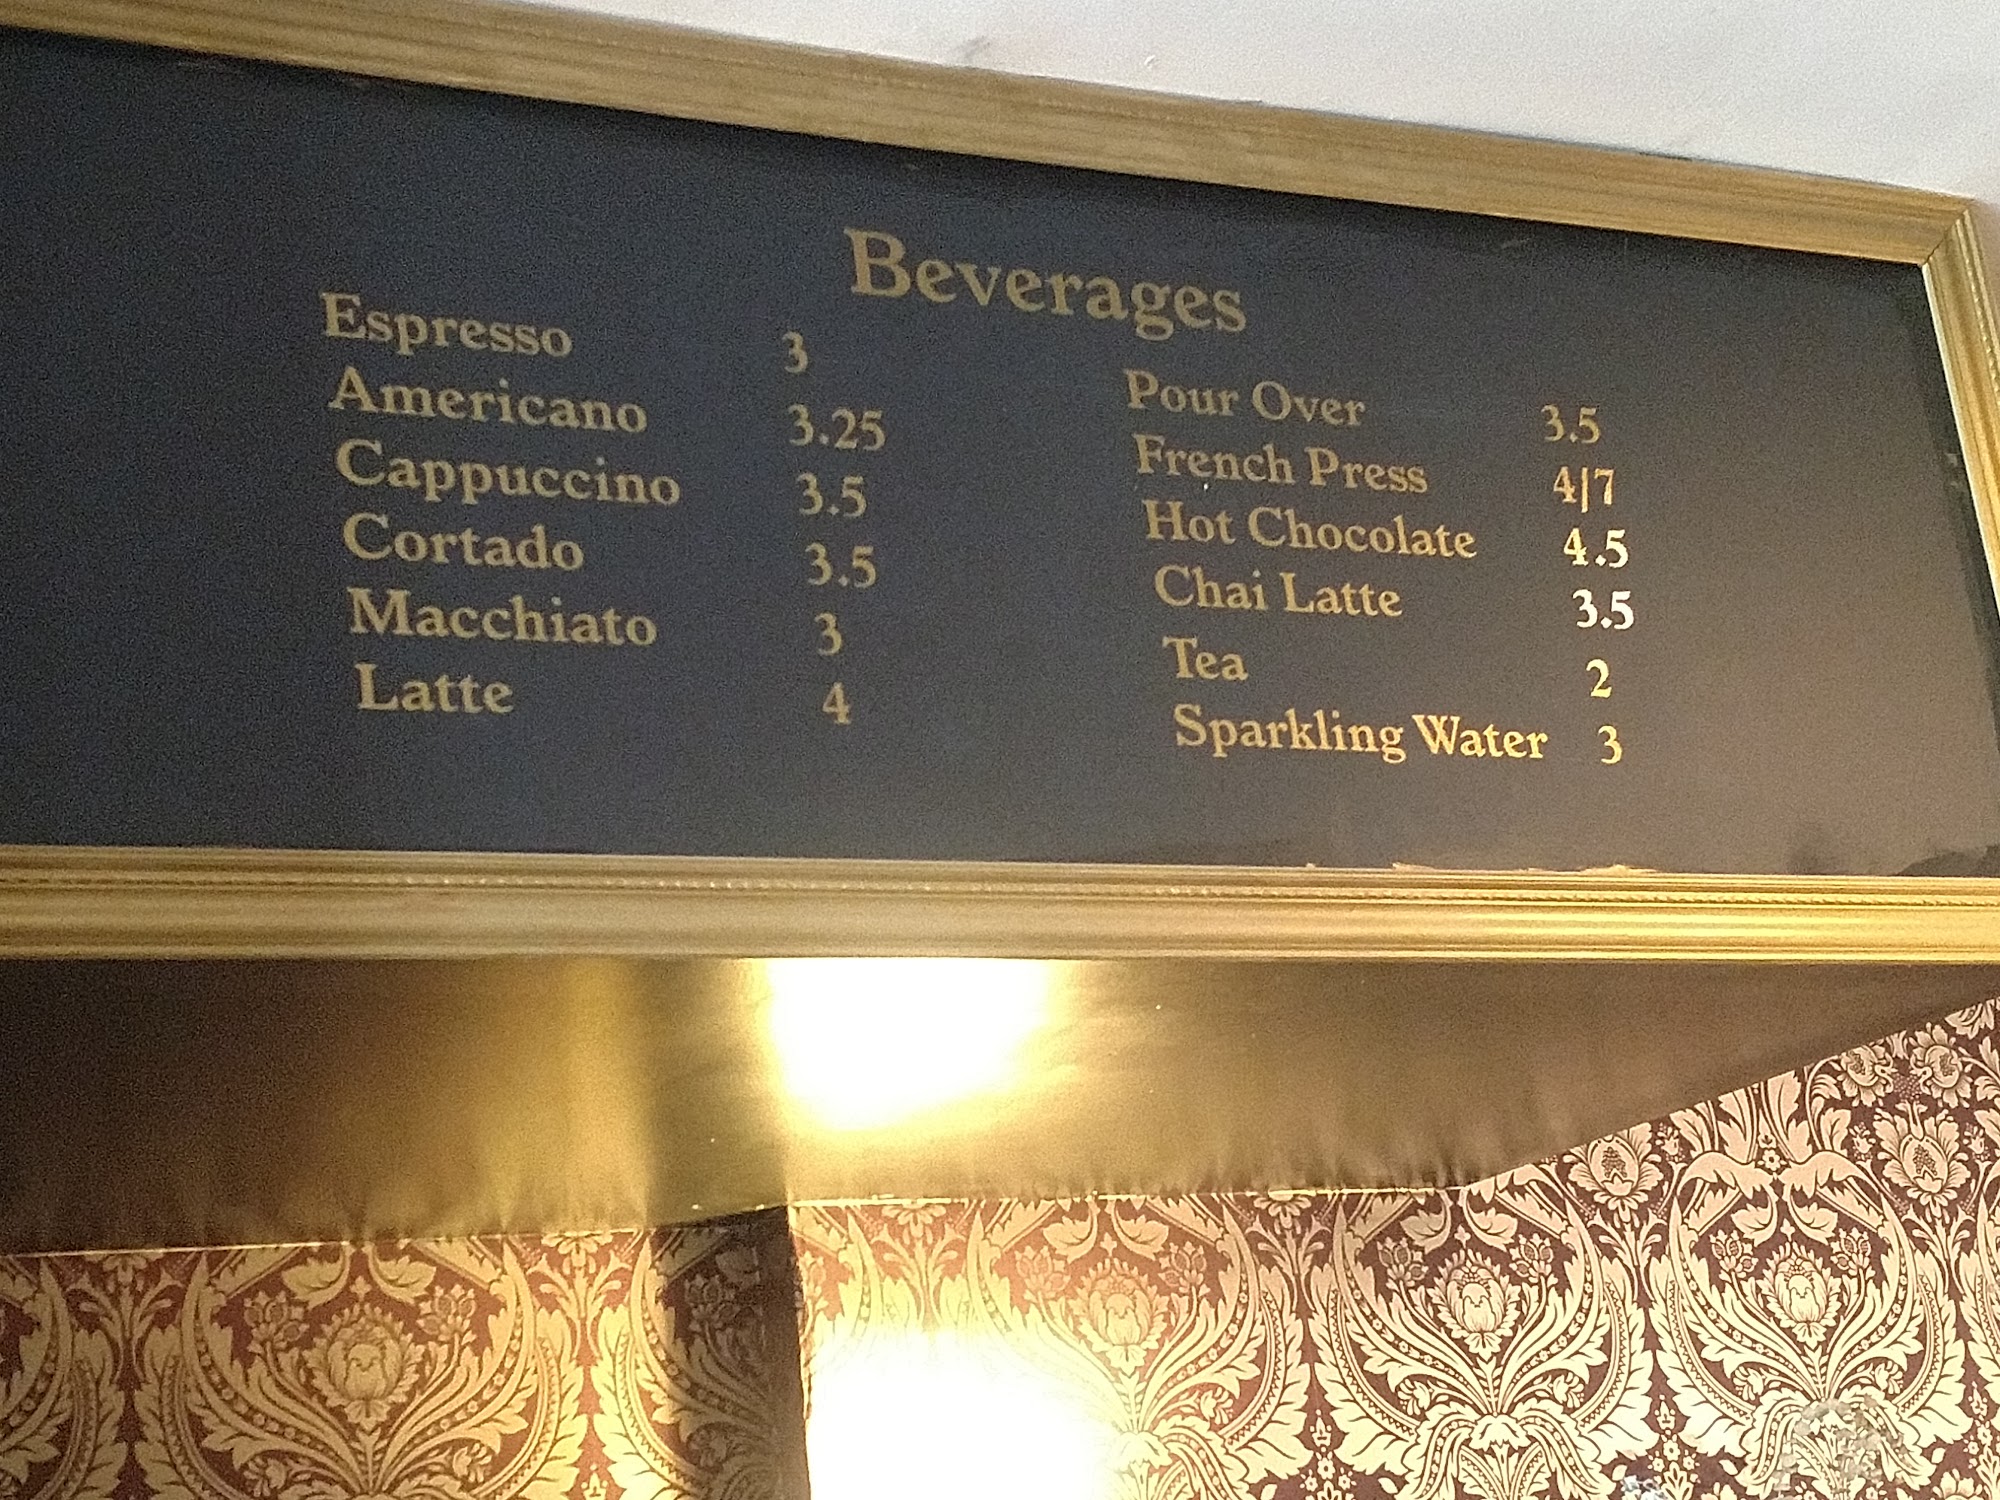 Beverages
Espresso 3
Americano 3.25
Cappuccino 3.5
Cortado 3.5
Macchiato 3
Latte 4
Pour Over 3.5
French Press 4|7
Hot Chocolate 4.5
Chai Latte 3.5
Tea 2
Sparkling Water 3